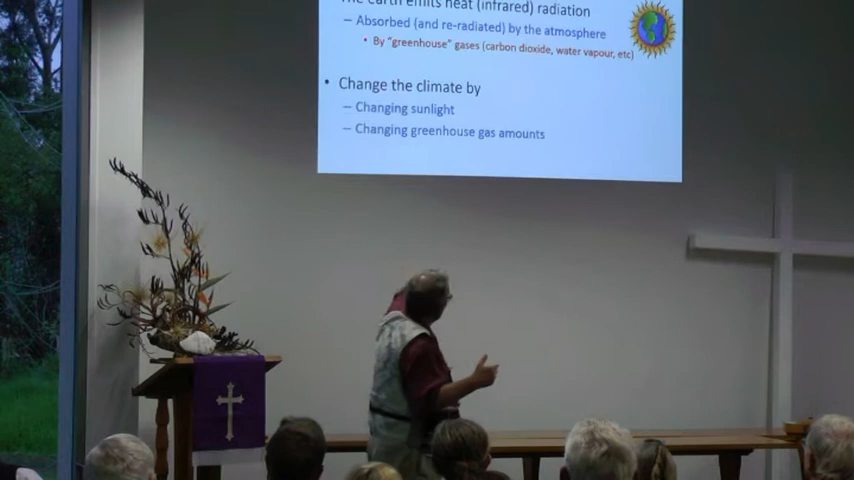 The earth emits heat (infrared) radiation
– Absorbed (and re-radiated) by the atmosphere
• By “greenhouse” gases (carbon dioxide, water vapour, etc)
• Change the climate by
– Changing sunlight
– Changing greenhouse gas amounts